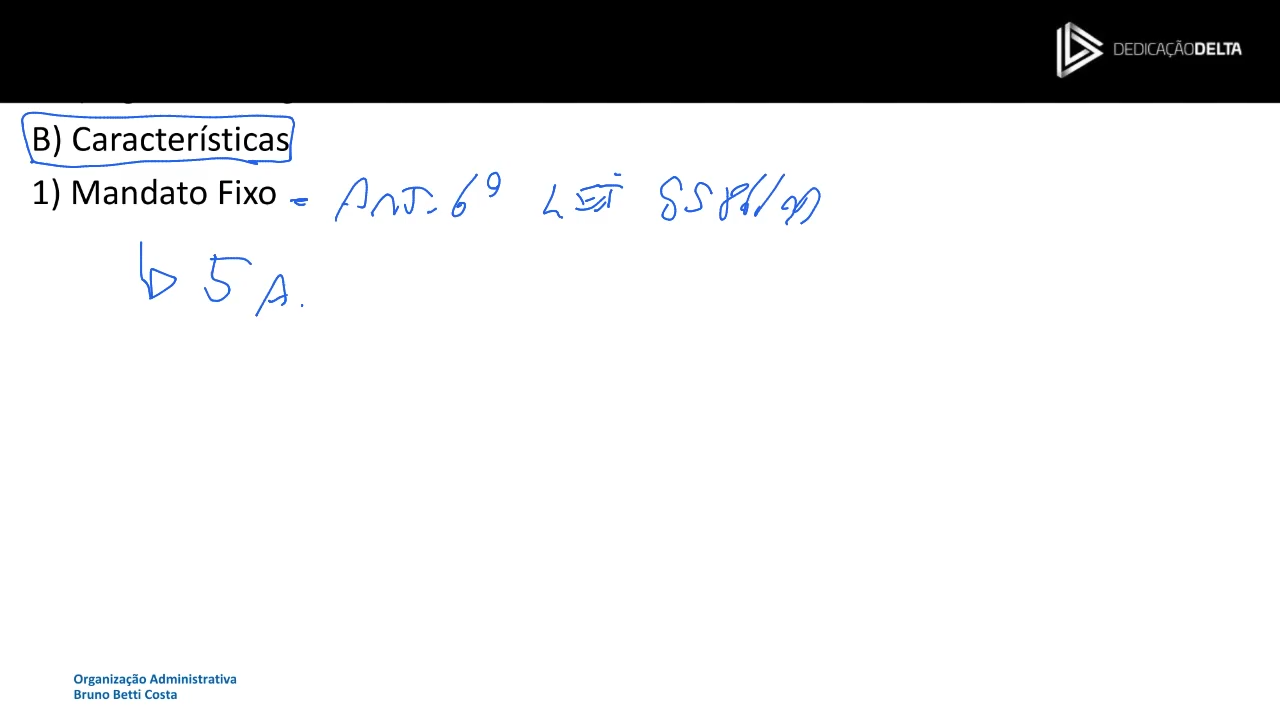 DEDICAÇÃODELTA
B) Características
1) Mandato Fixo - ART. 6º LEI
5 A.
Organização Administrativa
Bruno Betti Costa